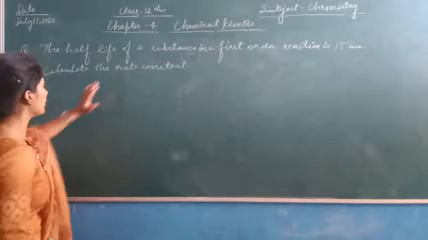 Date Class-12th Subject-Chemistry
Chapter-4 Chemical Kinetics
Q. The half life of a substance in a first order reaction is 15
Calculate the rate constant